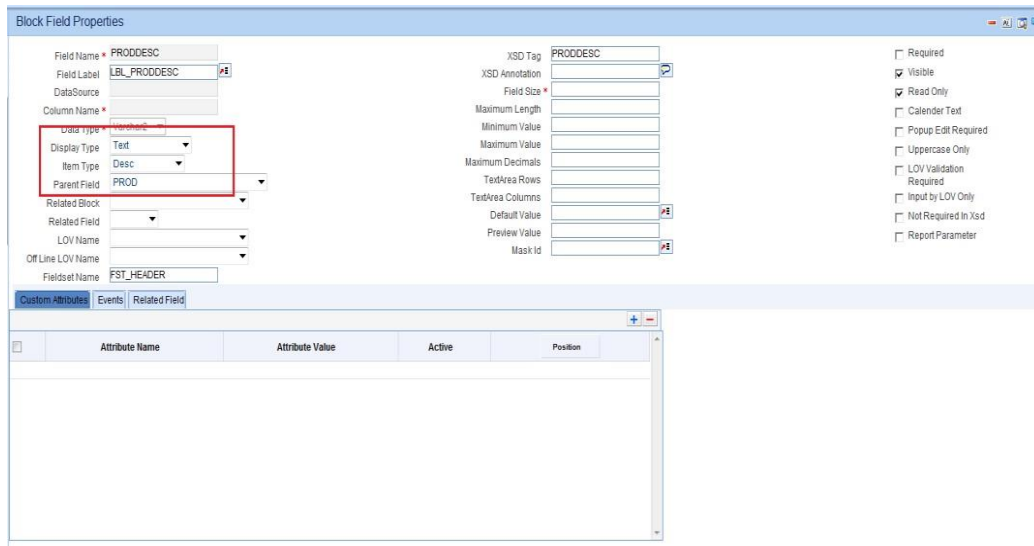 Block Field Properties
Field Name * PRODDESC
Field Label LBL_PRODDESC
DataSource
Column Name *
Data Type * Varchar2
Display Type Text
Item Type Desc
Parent Field PROD
Related Block
Related Field
LOV Name
Off Line LOV Name
Fieldset Name FST_HEADER
XSD Tag PRODDESC
XSD Annotation
Field Size *
Maximum Length
Minimum Value
Maximum Value
Maximum Decimals
TextArea Rows
TextArea Columns
Default Value
Preview Value
Mask Id
Required
Visible
Read Only
Calender Text
Popup Edit Required
Uppercase Only
LOV Validation
Required
Input by LOV Only
Not Required In Xsd
Report Parameter
Custom Attributes Events Related Field
Attribute Name Attribute Value Active Position